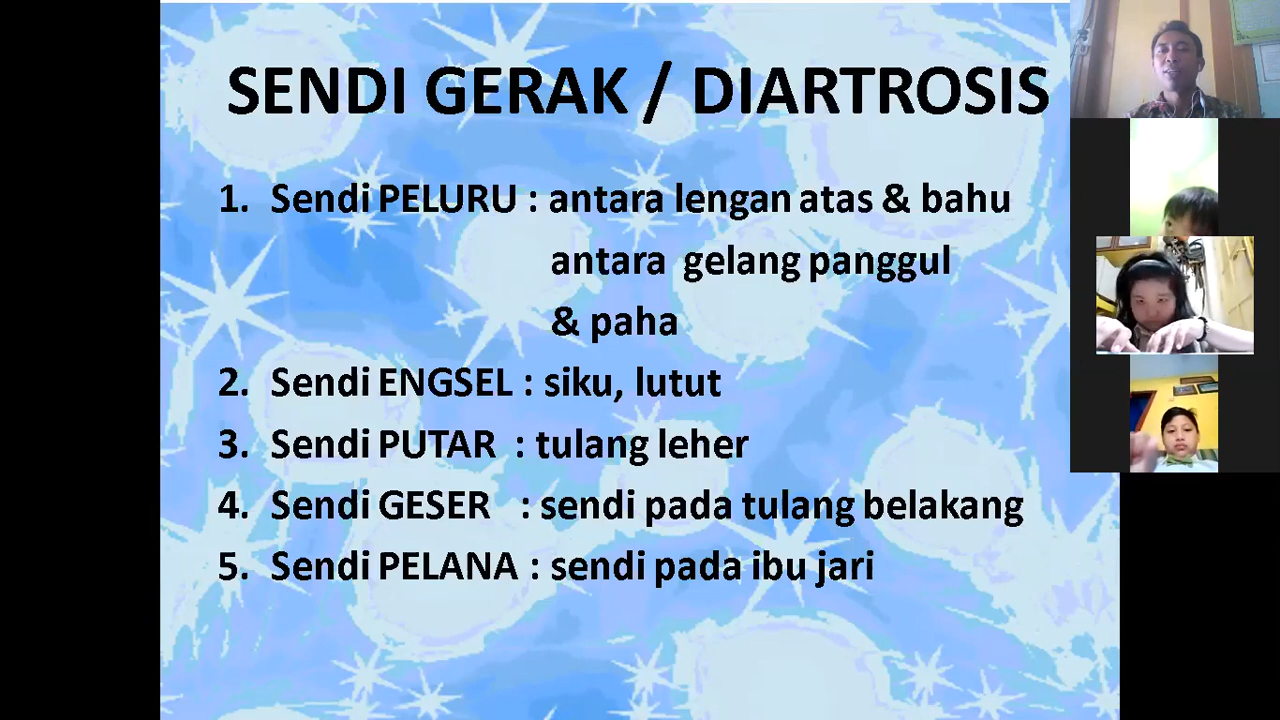 SENDI GERAK / DIARTROSIS
1. Sendi PELURU : antara lengan atas & bahu
antara gelang panggul
& paha
2. Sendi ENGSEL : siku, lutut
3. Sendi PUTAR : tulang leher
4. Sendi GESER : sendi pada tulang belakang
5. Sendi PELANA : sendi pada ibu jari